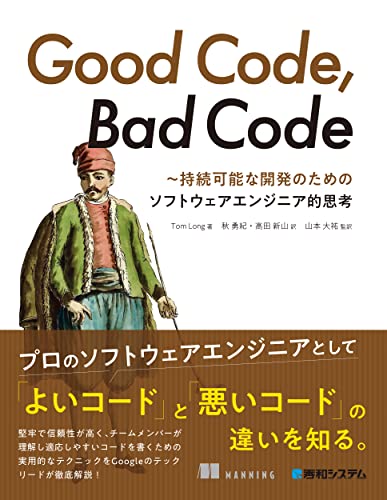 Good Code,
Bad Code
～持続可能な開発のための
ソフトウェアエンジニア的思考
Tom Long 著 秋 勇紀・高田 新山 訳 山本 大祐 監訳
プロのソフトウェアエンジニアとして
「よいコード」と「悪いコード」の
違いを知る。
堅牢で信頼性が高く、チームメンバーが
理解し適応しやすいコードを書くための
実用的なテクニックをGoogleのテック
リードが徹底解説！
MANNING
秀和システム